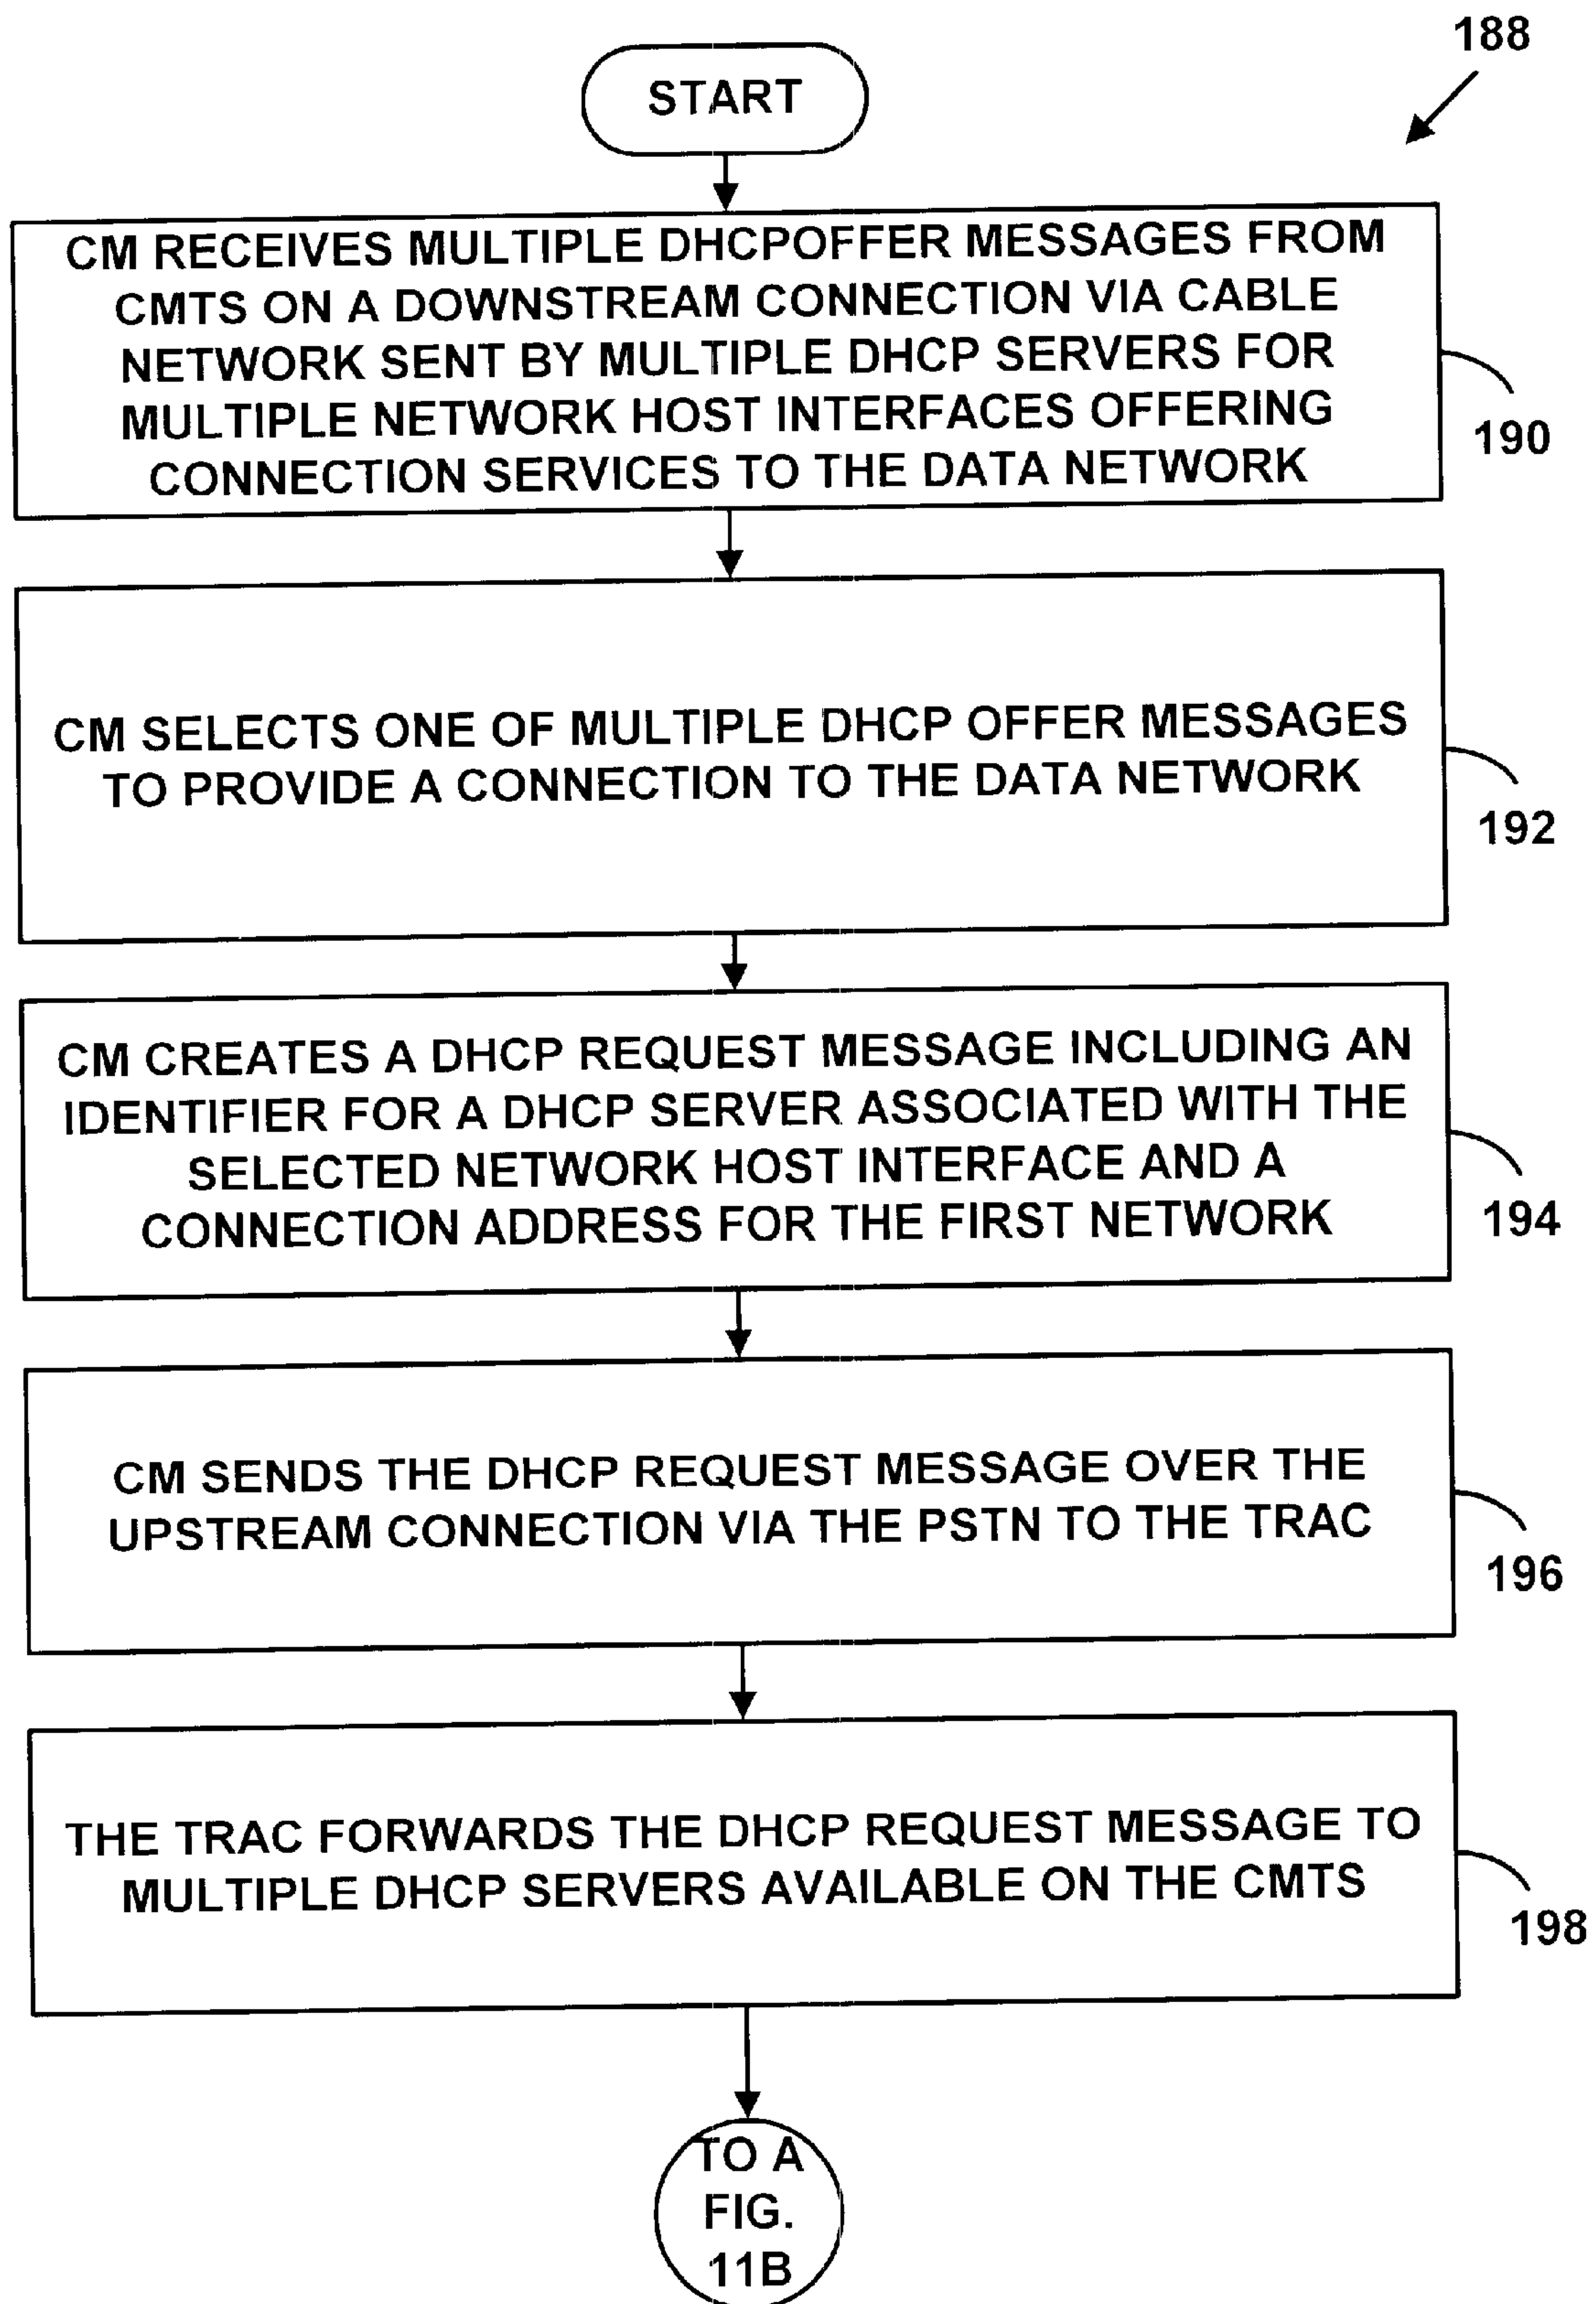 188
START
CM RECEIVES MULTIPLE DHCPOFFER MESSAGES FROM
CMTS ON A DOWNSTREAM CONNECTION VIA CABLE
NETWORK SENT BY MULTIPLE DHCP SERVERS FOR
MULTIPLE NETWORK HOST INTERFACES OFFERING
CONNECTION SERVICES TO THE DATA NETWORK
190
CM SELECTS ONE OF MULTIPLE DHCP OFFER MESSAGES
TO PROVIDE A CONNECTION TO THE DATA NETWORK
192
CM CREATES A DHCP REQUEST MESSAGE INCLUDING AN
IDENTIFIER FOR A DHCP SERVER ASSOCIATED WITH THE
SELECTED NETWORK HOST INTERFACE AND A
CONNECTION ADDRESS FOR THE FIRST NETWORK
194
CM SENDS THE DHCP REQUEST MESSAGE OVER THE
UPSTREAM CONNECTION VIA THE PSTN TO THE TRAC
196
THE TRAC FORWARDS THE DHCP REQUEST MESSAGE TO
MULTIPLE DHCP SERVERS AVAILABLE ON THE CMTS
198
TO A
FIG.
11B